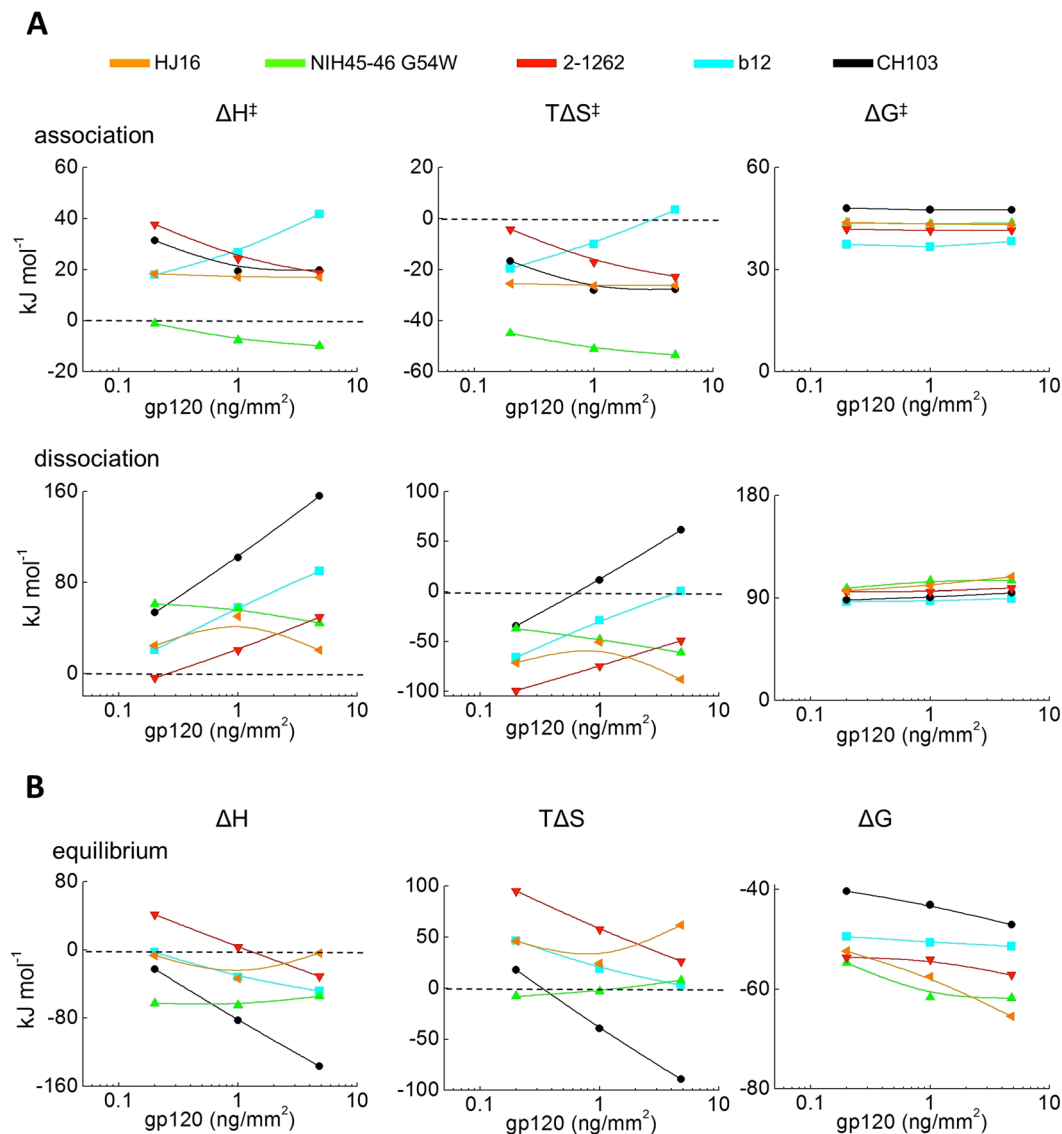 A
HJ16 NIH45-46 G54W 2-1262 b12 CH103
ΔH‡ TΔS‡ ΔG‡
association
kJ mol⁻¹
60
40
20
0
-20
0.1 1 10
gp120 (ng/mm²)
20
0
-20
-40
-60
0.1 1 10
gp120 (ng/mm²)
60
30
0
0.1 1 10
gp120 (ng/mm²)
dissociation
kJ mol⁻¹
160
80
0
0.1 1 10
gp120 (ng/mm²)
100
50
0
-50
-100
0.1 1 10
gp120 (ng/mm²)
180
90
0
0.1 1 10
gp120 (ng/mm²)
B
ΔH TΔS ΔG
equilibrium
kJ mol⁻¹
80
0
-80
-160
0.1 1 10
gp120 (ng/mm²)
100
50
0
-50
-100
0.1 1 10
gp120 (ng/mm²)
-40
-60
-80
0.1 1 10
gp120 (ng/mm²)